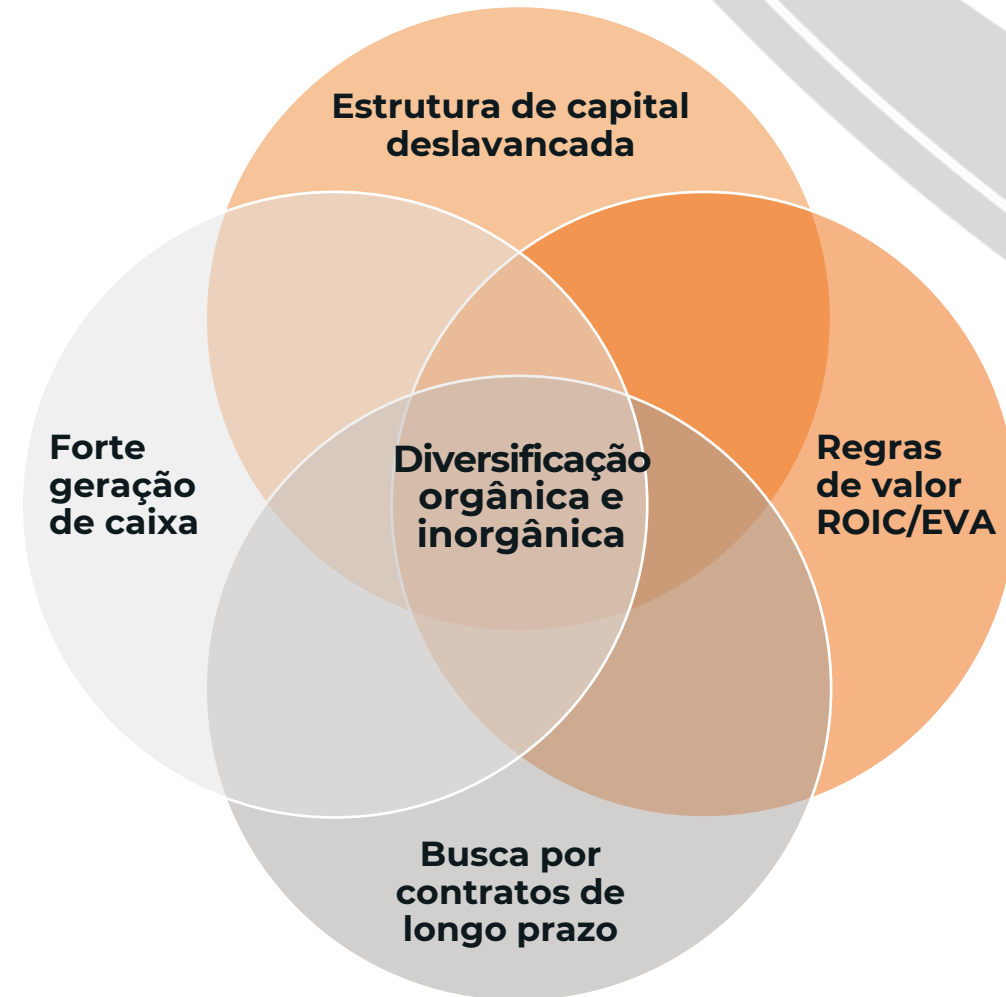 Estrutura de capital
deslavancada
Forte
geração
de caixa
Diversificação
orgânica e
inorgânica
Regras
de valor
ROIC/EVA
Busca por
contratos de
longo prazo